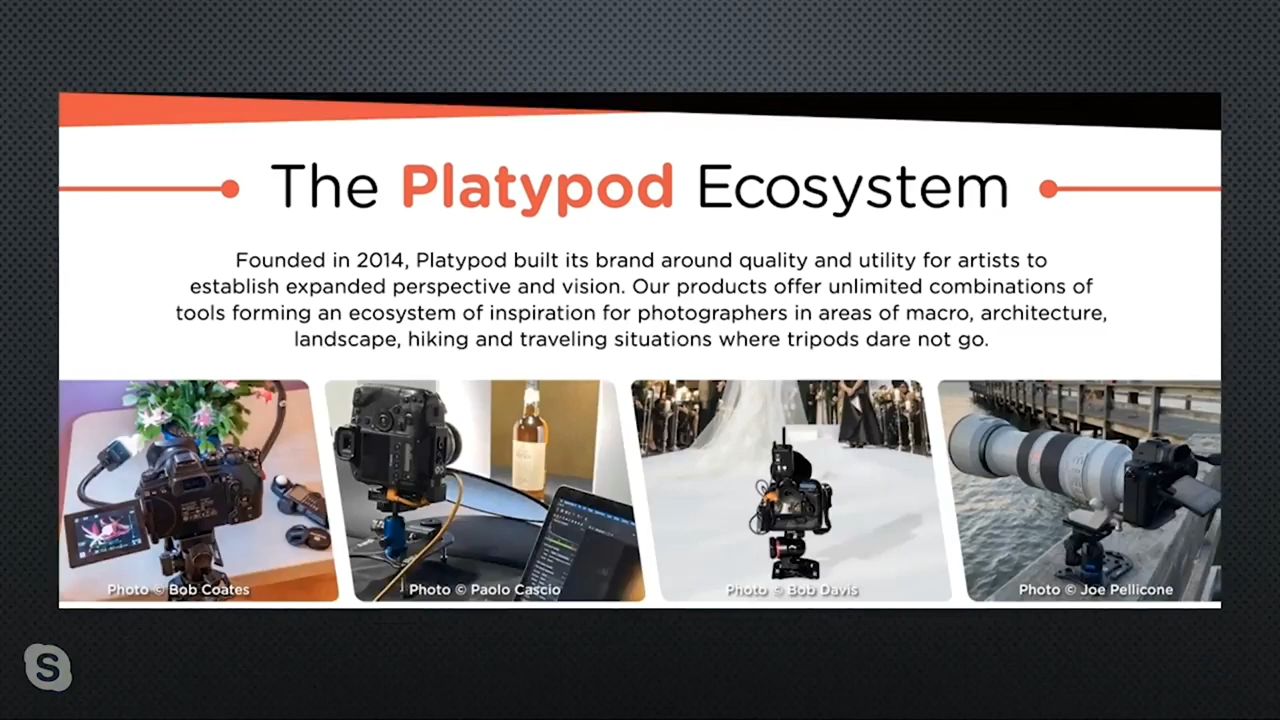 The Platypod Ecosystem
Founded in 2014, Platypod built its brand around quality and utility for artists to
establish expanded perspective and vision. Our products offer unlimited combinations of
tools forming an ecosystem of inspiration for photographers in areas of macro, architecture,
landscape, hiking and traveling situations where tripods dare not go.
Photo © Bob Coates
Photo © Paolo Cascio
Photo © Bob Davis
Photo © Joe Pellicone
S